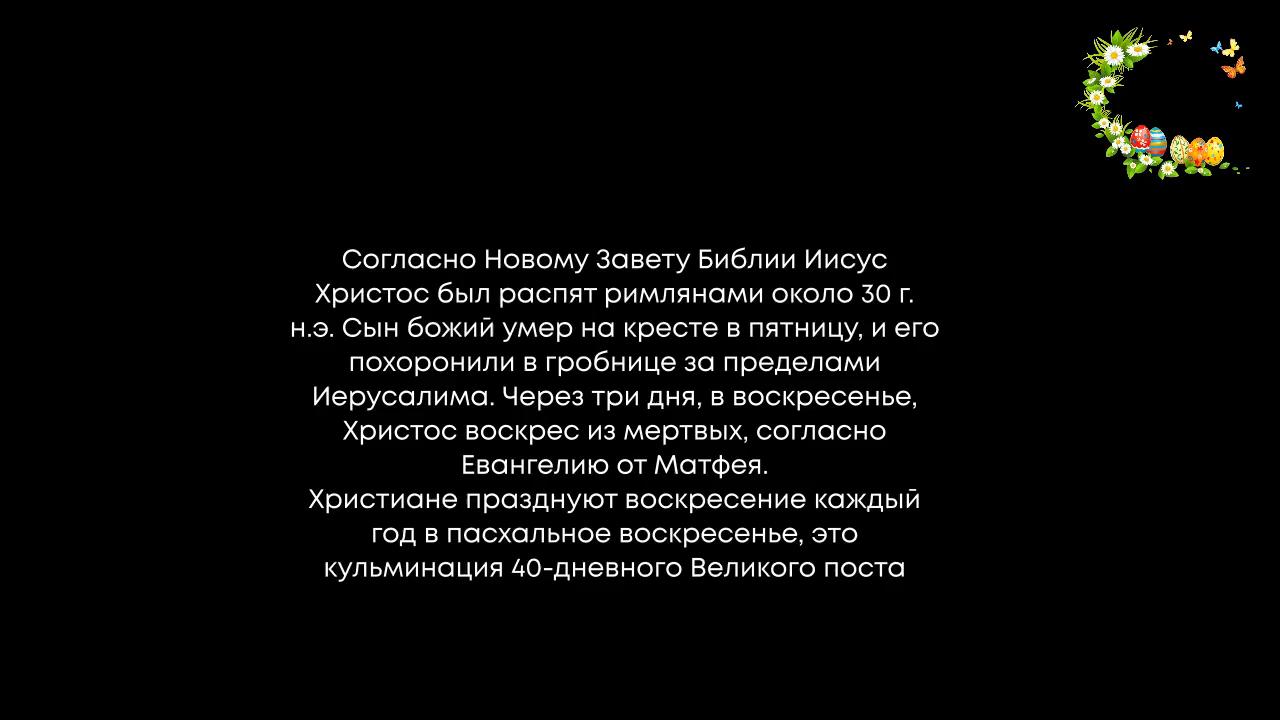 Согласно Новому Завету Библии Иисус
Христос был распят римлянами около 30 г.
н.э. Сын божий умер на кресте в пятницу, и его
похоронили в гробнице за пределами
Иерусалима. Через три дня, в воскресенье,
Христос воскрес из мертвых, согласно
Евангелию от Матфея.
Христиане празднуют воскресение каждый
год в пасхальное воскресенье, это
кульминация 40-дневного Великого поста